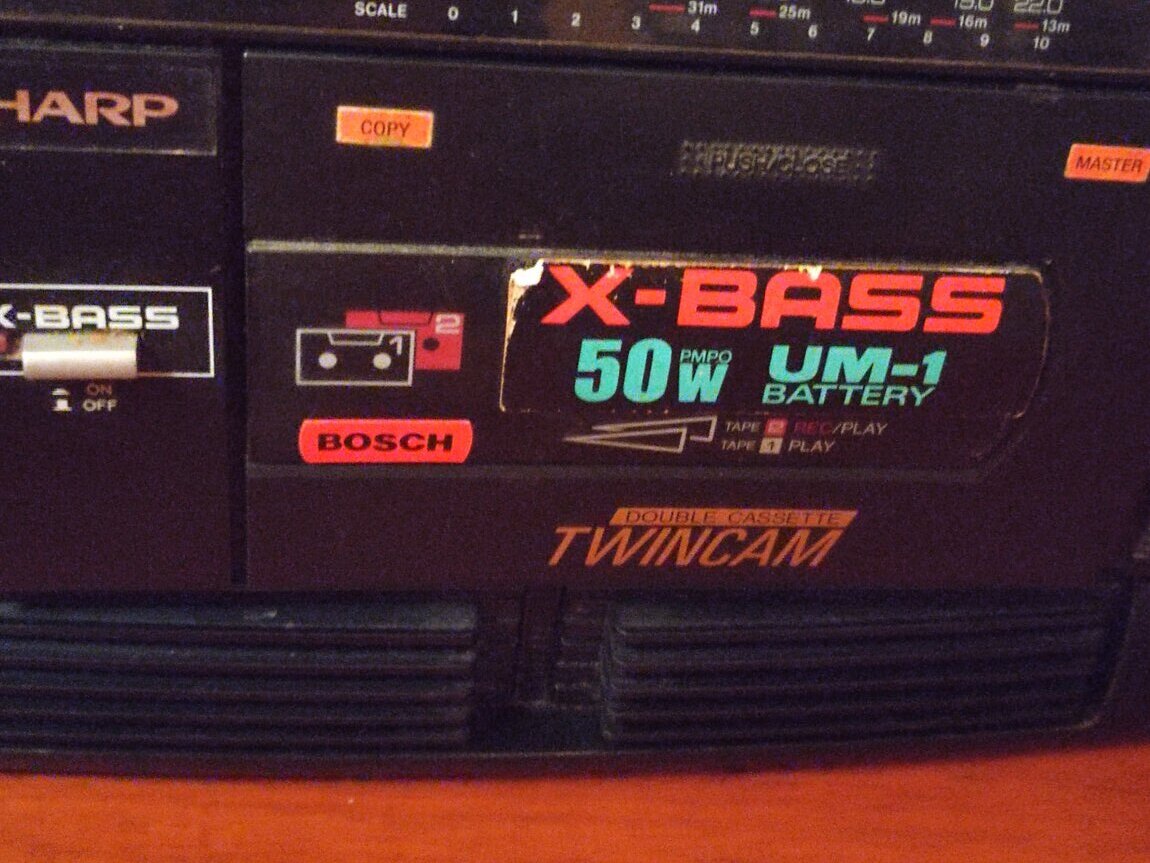 SCALE 0 1 2 3 4 5 6 7 8 9 10
31m 25m 19m 16m 13m
HARP
COPY
PUSH/CLOSE
MASTER
X-BASS
ON
OFF
2
1
BOSCH
X-BASS
50W PMPO UM-1
BATTERY
TAPE 2 REC/PLAY
TAPE 1 PLAY
DOUBLE CASSETTE
TWINCAM